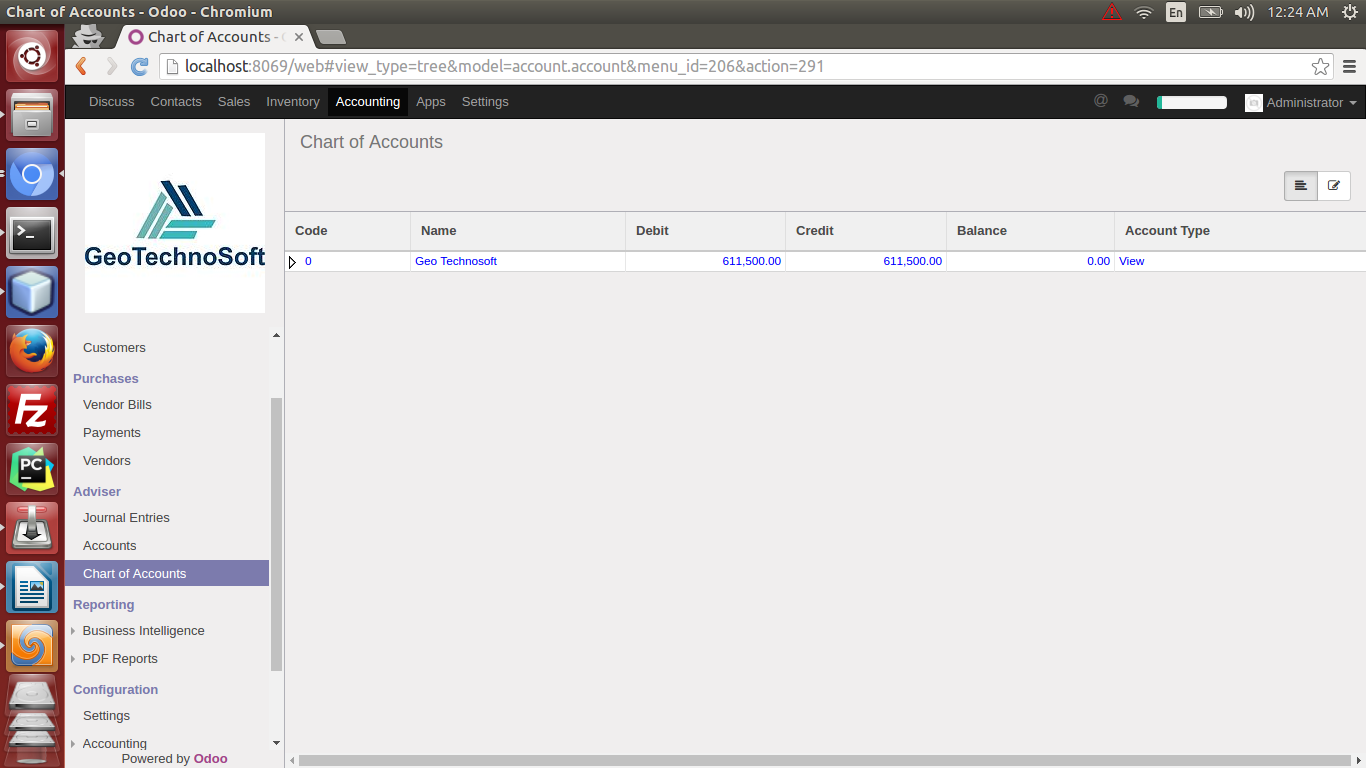 Chart of Accounts - Odoo - Chromium
En
12:24 AM
Chart of Accounts -
localhost:8069/web#view_type=tree&model=account.account&menu_id=206&action=291
Discuss Contacts Sales Inventory Accounting Apps Settings
@ Administrator
GeoTechnoSoft
Chart of Accounts
Code Name Debit Credit Balance Account Type
0 Geo Technosoft 611,500.00 611,500.00 0.00 View
Customers
Purchases
Vendor Bills
Payments
Vendors
Adviser
Journal Entries
Accounts
Chart of Accounts
Reporting
Business Intelligence
PDF Reports
Configuration
Settings
Accounting
Powered by Odoo
Fz
PC